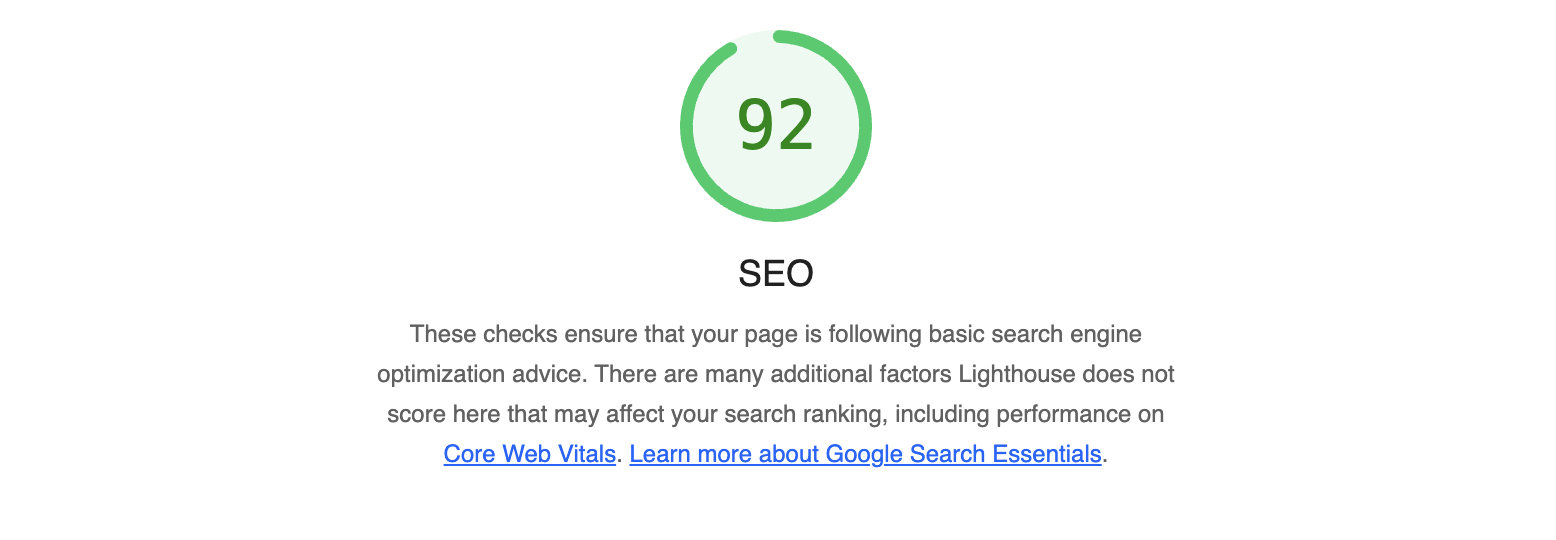 92
SEO
These checks ensure that your page is following basic search engine
optimization advice. There are many additional factors Lighthouse does not
score here that may affect your search ranking, including performance on
Core Web Vitals. Learn more about Google Search Essentials.